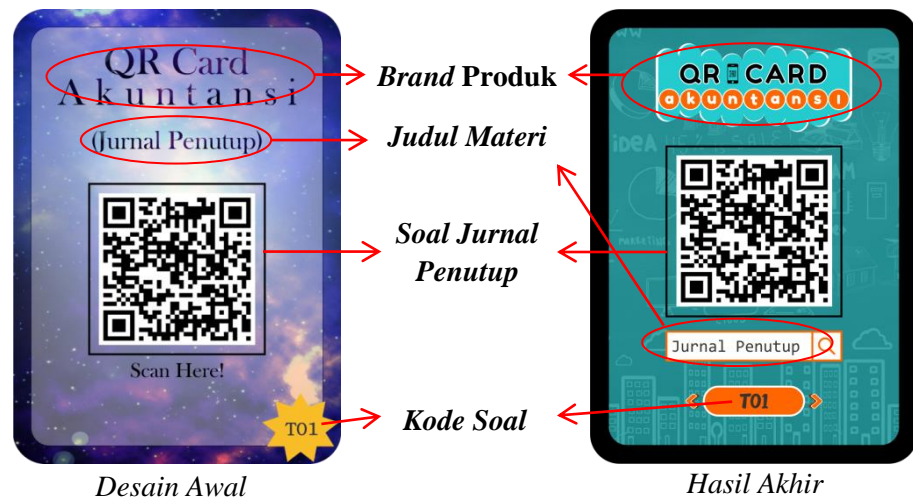 QR Card
Akuntansi
(Jurnal Penutup)
Scan Here!
T01
Desain Awal
Brand Produk
Judul Materi
Soal Jurnal
Penutup
Kode Soal
QR CARD
akuntansi
IDEA
Jurnal Penutup
T01
Hasil Akhir